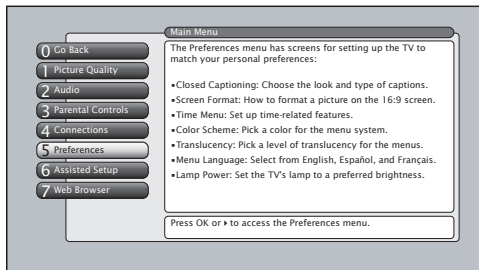 Main Menu
0 Go Back
1 Picture Quality
2 Audio
3 Parental Controls
4 Connections
5 Preferences
6 Assisted Setup
7 Web Browser
The Preferences menu has screens for setting up the TV to
match your personal preferences:
▪Closed Captioning: Choose the look and type of captions.
▪Screen Format: How to format a picture on the 16:9 screen.
▪Time Menu: Set up time-related features.
▪Color Scheme: Pick a color for the menu system.
▪Translucency: Pick a level of translucency for the menus.
▪Menu Language: Select from English, Español, and Français.
▪Lamp Power: Set the TV's lamp to a preferred brightness.
Press OK or ▸ to access the Preferences menu.